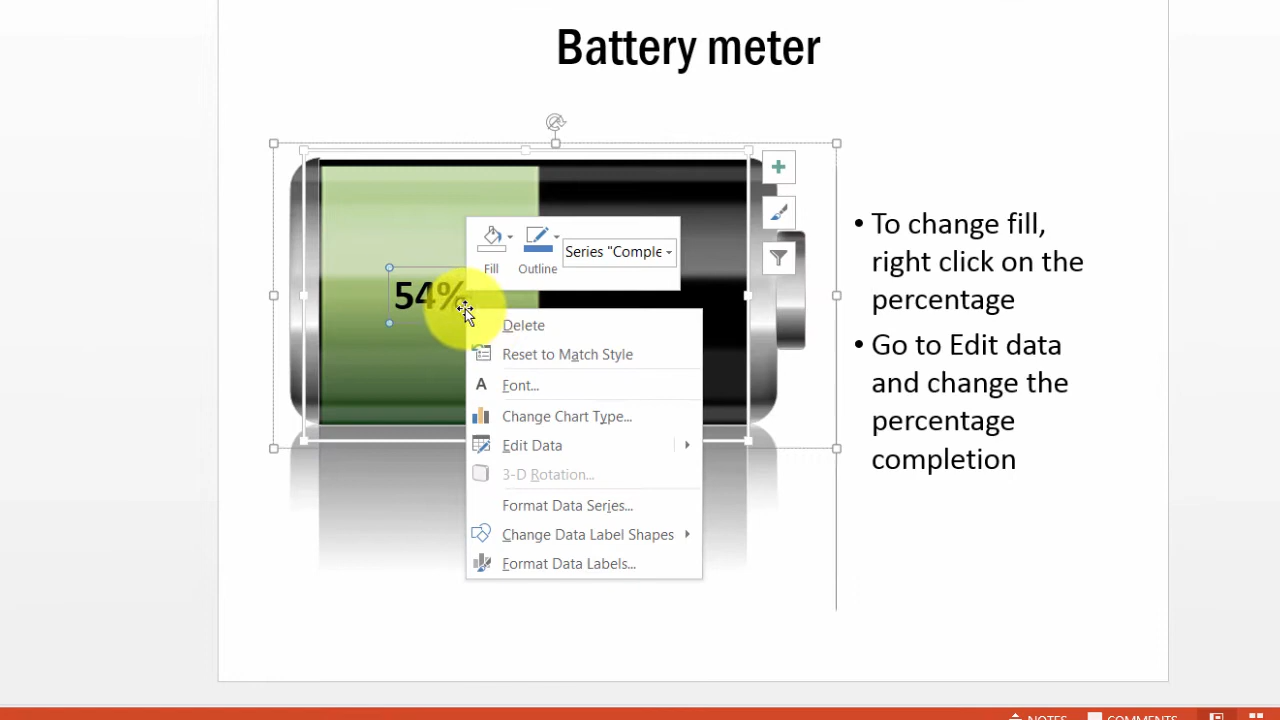 Battery meter
54%
Fill
Outline
Series "Comple
Delete
Reset to Match Style
A Font...
Change Chart Type...
Edit Data
3-D Rotation...
Format Data Series...
Change Data Label Shapes
Format Data Labels...
• To change fill,
right click on the
percentage
• Go to Edit data
and change the
percentage
completion
NOTES
COMMENTS